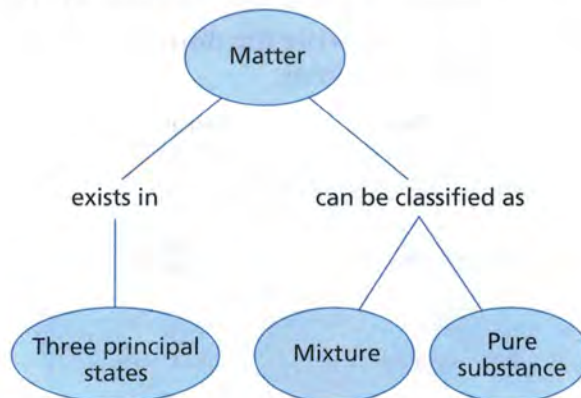 Matter
exists in
can be classified as
Three principal
states
Mixture
Pure
substance